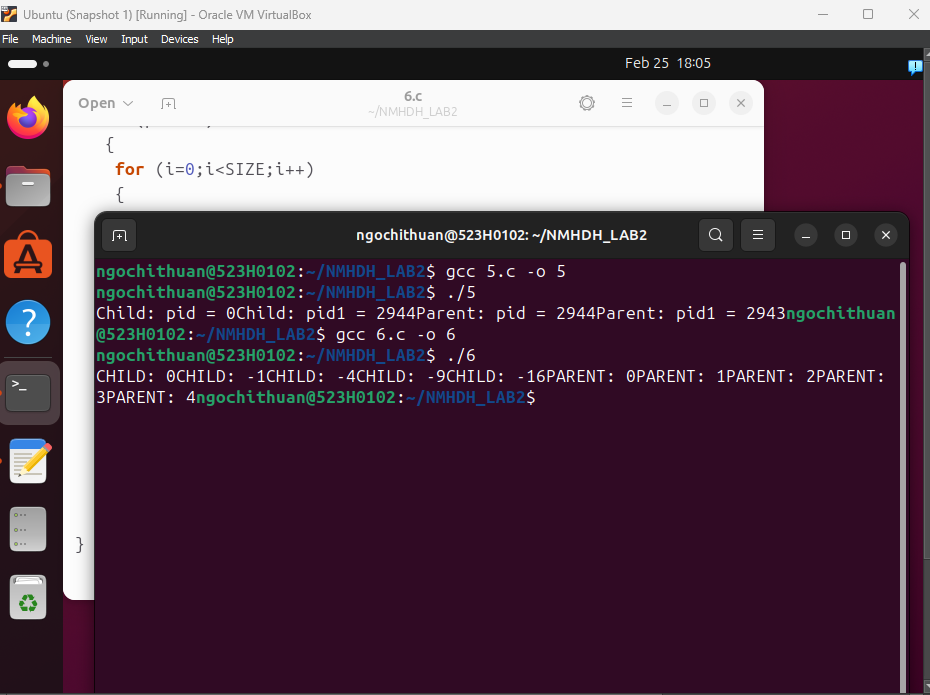 Ubuntu (Snapshot 1) [Running] - Oracle VM VirtualBox
File Machine View Input Devices Help
Feb 25 18:05
Open
6.c
~/NMHDH_LAB2
{
for (i=0;i<SIZE;i++)
{
ngochithuan@523H0102: ~/NMHDH_LAB2
ngochithuan@523H0102:~/NMHDH_LAB2$ gcc 5.c -o 5
ngochithuan@523H0102:~/NMHDH_LAB2$ ./5
Child: pid = 0Child: pid1 = 2944Parent: pid = 2944Parent: pid1 = 2943ngochithuan
@523H0102:~/NMHDH_LAB2$ gcc 6.c -o 6
ngochithuan@523H0102:~/NMHDH_LAB2$ ./6
CHILD: 0CHILD: -1CHILD: -4CHILD: -9CHILD: -16PARENT: 0PARENT: 1PARENT: 2PARENT:
3PARENT: 4ngochithuan@523H0102:~/NMHDH_LAB2$
}